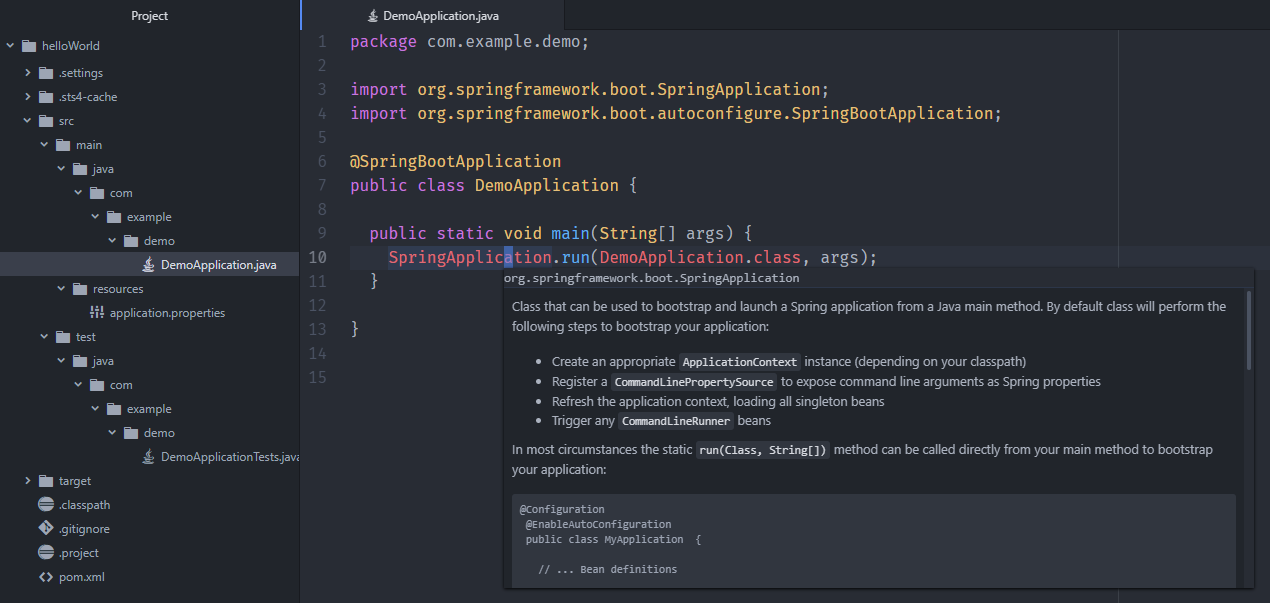 Project
helloWorld
.settings
.sts4-cache
src
main
java
com
example
demo
DemoApplication.java
resources
application.properties
test
java
com
example
demo
DemoApplicationTests.java
target
.classpath
.gitignore
.project
pom.xml
DemoApplication.java
1 package com.example.demo;
2
3 import org.springframework.boot.SpringApplication;
4 import org.springframework.boot.autoconfigure.SpringBootApplication;
5
6 @SpringBootApplication
7 public class DemoApplication {
8
9 public static void main(String[] args) {
10 SpringApplication.run(DemoApplication.class, args);
11 }
12
13 }
14
15
org.springframework.boot.SpringApplication
Class that can be used to bootstrap and launch a Spring application from a Java main method. By default class will perform the
following steps to bootstrap your application:
• Create an appropriate ApplicationContext instance (depending on your classpath)
• Register a CommandLinePropertySource to expose command line arguments as Spring properties
• Refresh the application context, loading all singleton beans
• Trigger any CommandLineRunner beans
In most circumstances the static run(Class, String[]) method can be called directly from your main method to bootstrap
your application:
@Configuration
@EnableAutoConfiguration
public class MyApplication {
// ... Bean definitions